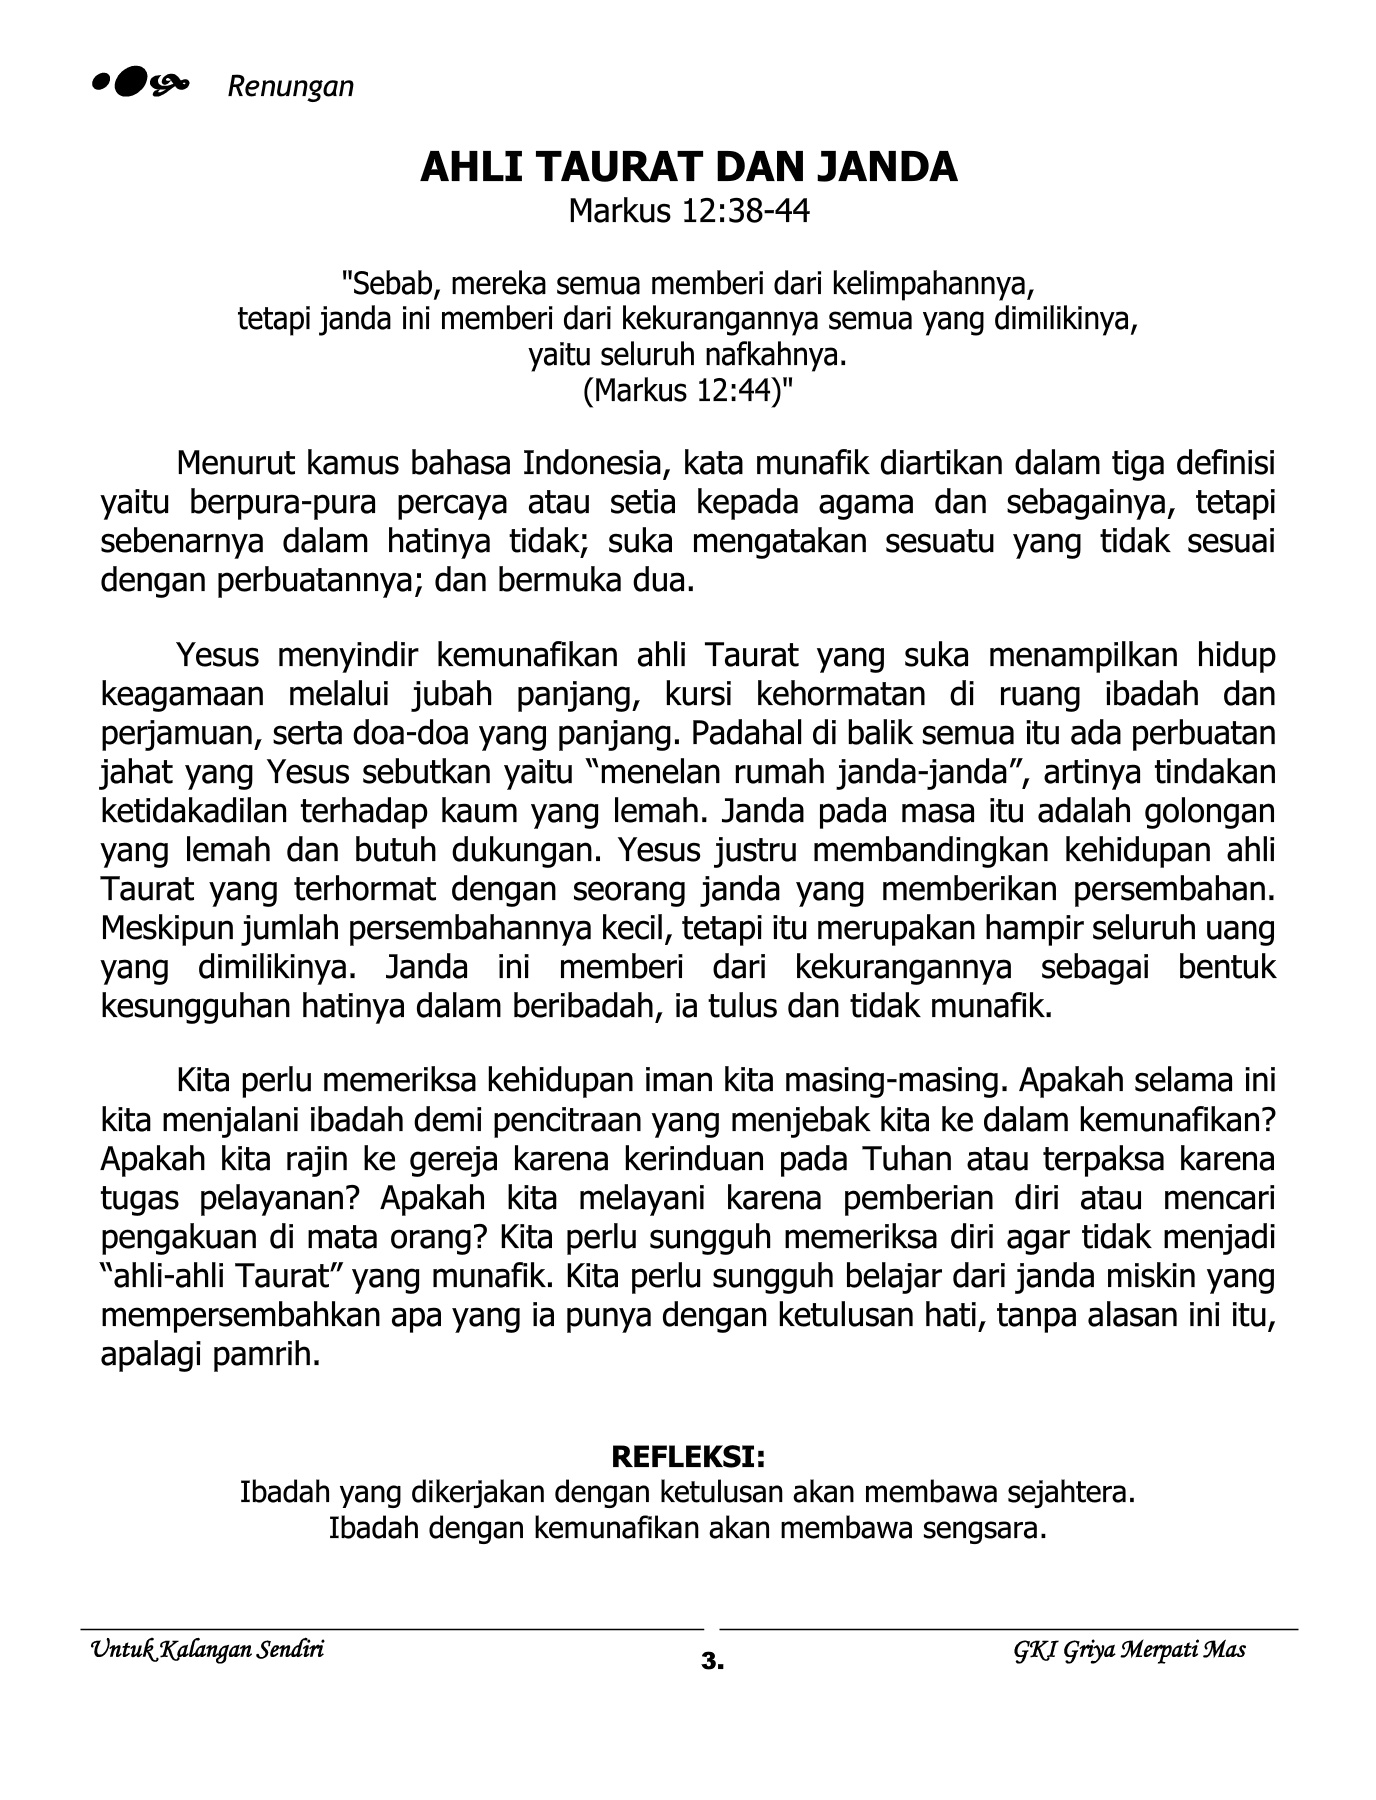 Renungan
AHLI TAURAT DAN JANDA
Markus 12:38-44
"Sebab, mereka semua memberi dari kelimpahannya,
tetapi janda ini memberi dari kekurangannya semua yang dimilikinya,
yaitu seluruh nafkahnya.
(Markus 12:44)"
Menurut kamus bahasa Indonesia, kata munafik diartikan dalam tiga definisi
yaitu berpura-pura percaya atau setia kepada agama dan sebagainya, tetapi
sebenarnya dalam hatinya tidak; suka mengatakan sesuatu yang tidak sesuai
dengan perbuatannya; dan bermuka dua.
Yesus menyindir kemunafikan ahli Taurat yang suka menampilkan hidup
keagamaan melalui jubah panjang, kursi kehormatan di ruang ibadah dan
perjamuan, serta doa-doa yang panjang. Padahal di balik semua itu ada perbuatan
jahat yang Yesus sebutkan yaitu “menelan rumah janda-janda”, artinya tindakan
ketidakadilan terhadap kaum yang lemah. Janda pada masa itu adalah golongan
yang lemah dan butuh dukungan. Yesus justru membandingkan kehidupan ahli
Taurat yang terhormat dengan seorang janda yang memberikan persembahan.
Meskipun jumlah persembahannya kecil, tetapi itu merupakan hampir seluruh uang
yang dimilikinya. Janda ini memberi dari kekurangannya sebagai bentuk
kesungguhan hatinya dalam beribadah, ia tulus dan tidak munafik.
Kita perlu memeriksa kehidupan iman kita masing-masing. Apakah selama ini
kita menjalani ibadah demi pencitraan yang menjebak kita ke dalam kemunafikan?
Apakah kita rajin ke gereja karena kerinduan pada Tuhan atau terpaksa karena
tugas pelayanan? Apakah kita melayani karena pemberian diri atau mencari
pengakuan di mata orang? Kita perlu sungguh memeriksa diri agar tidak menjadi
“ahli-ahli Taurat” yang munafik. Kita perlu sungguh belajar dari janda miskin yang
mempersembahkan apa yang ia punya dengan ketulusan hati, tanpa alasan ini itu,
apalagi pamrih.
REFLEKSI:
Ibadah yang dikerjakan dengan ketulusan akan membawa sejahtera.
Ibadah dengan kemunafikan akan membawa sengsara.
Untuk Kalangan Sendiri
3.
GKI Griya Merpati Mas